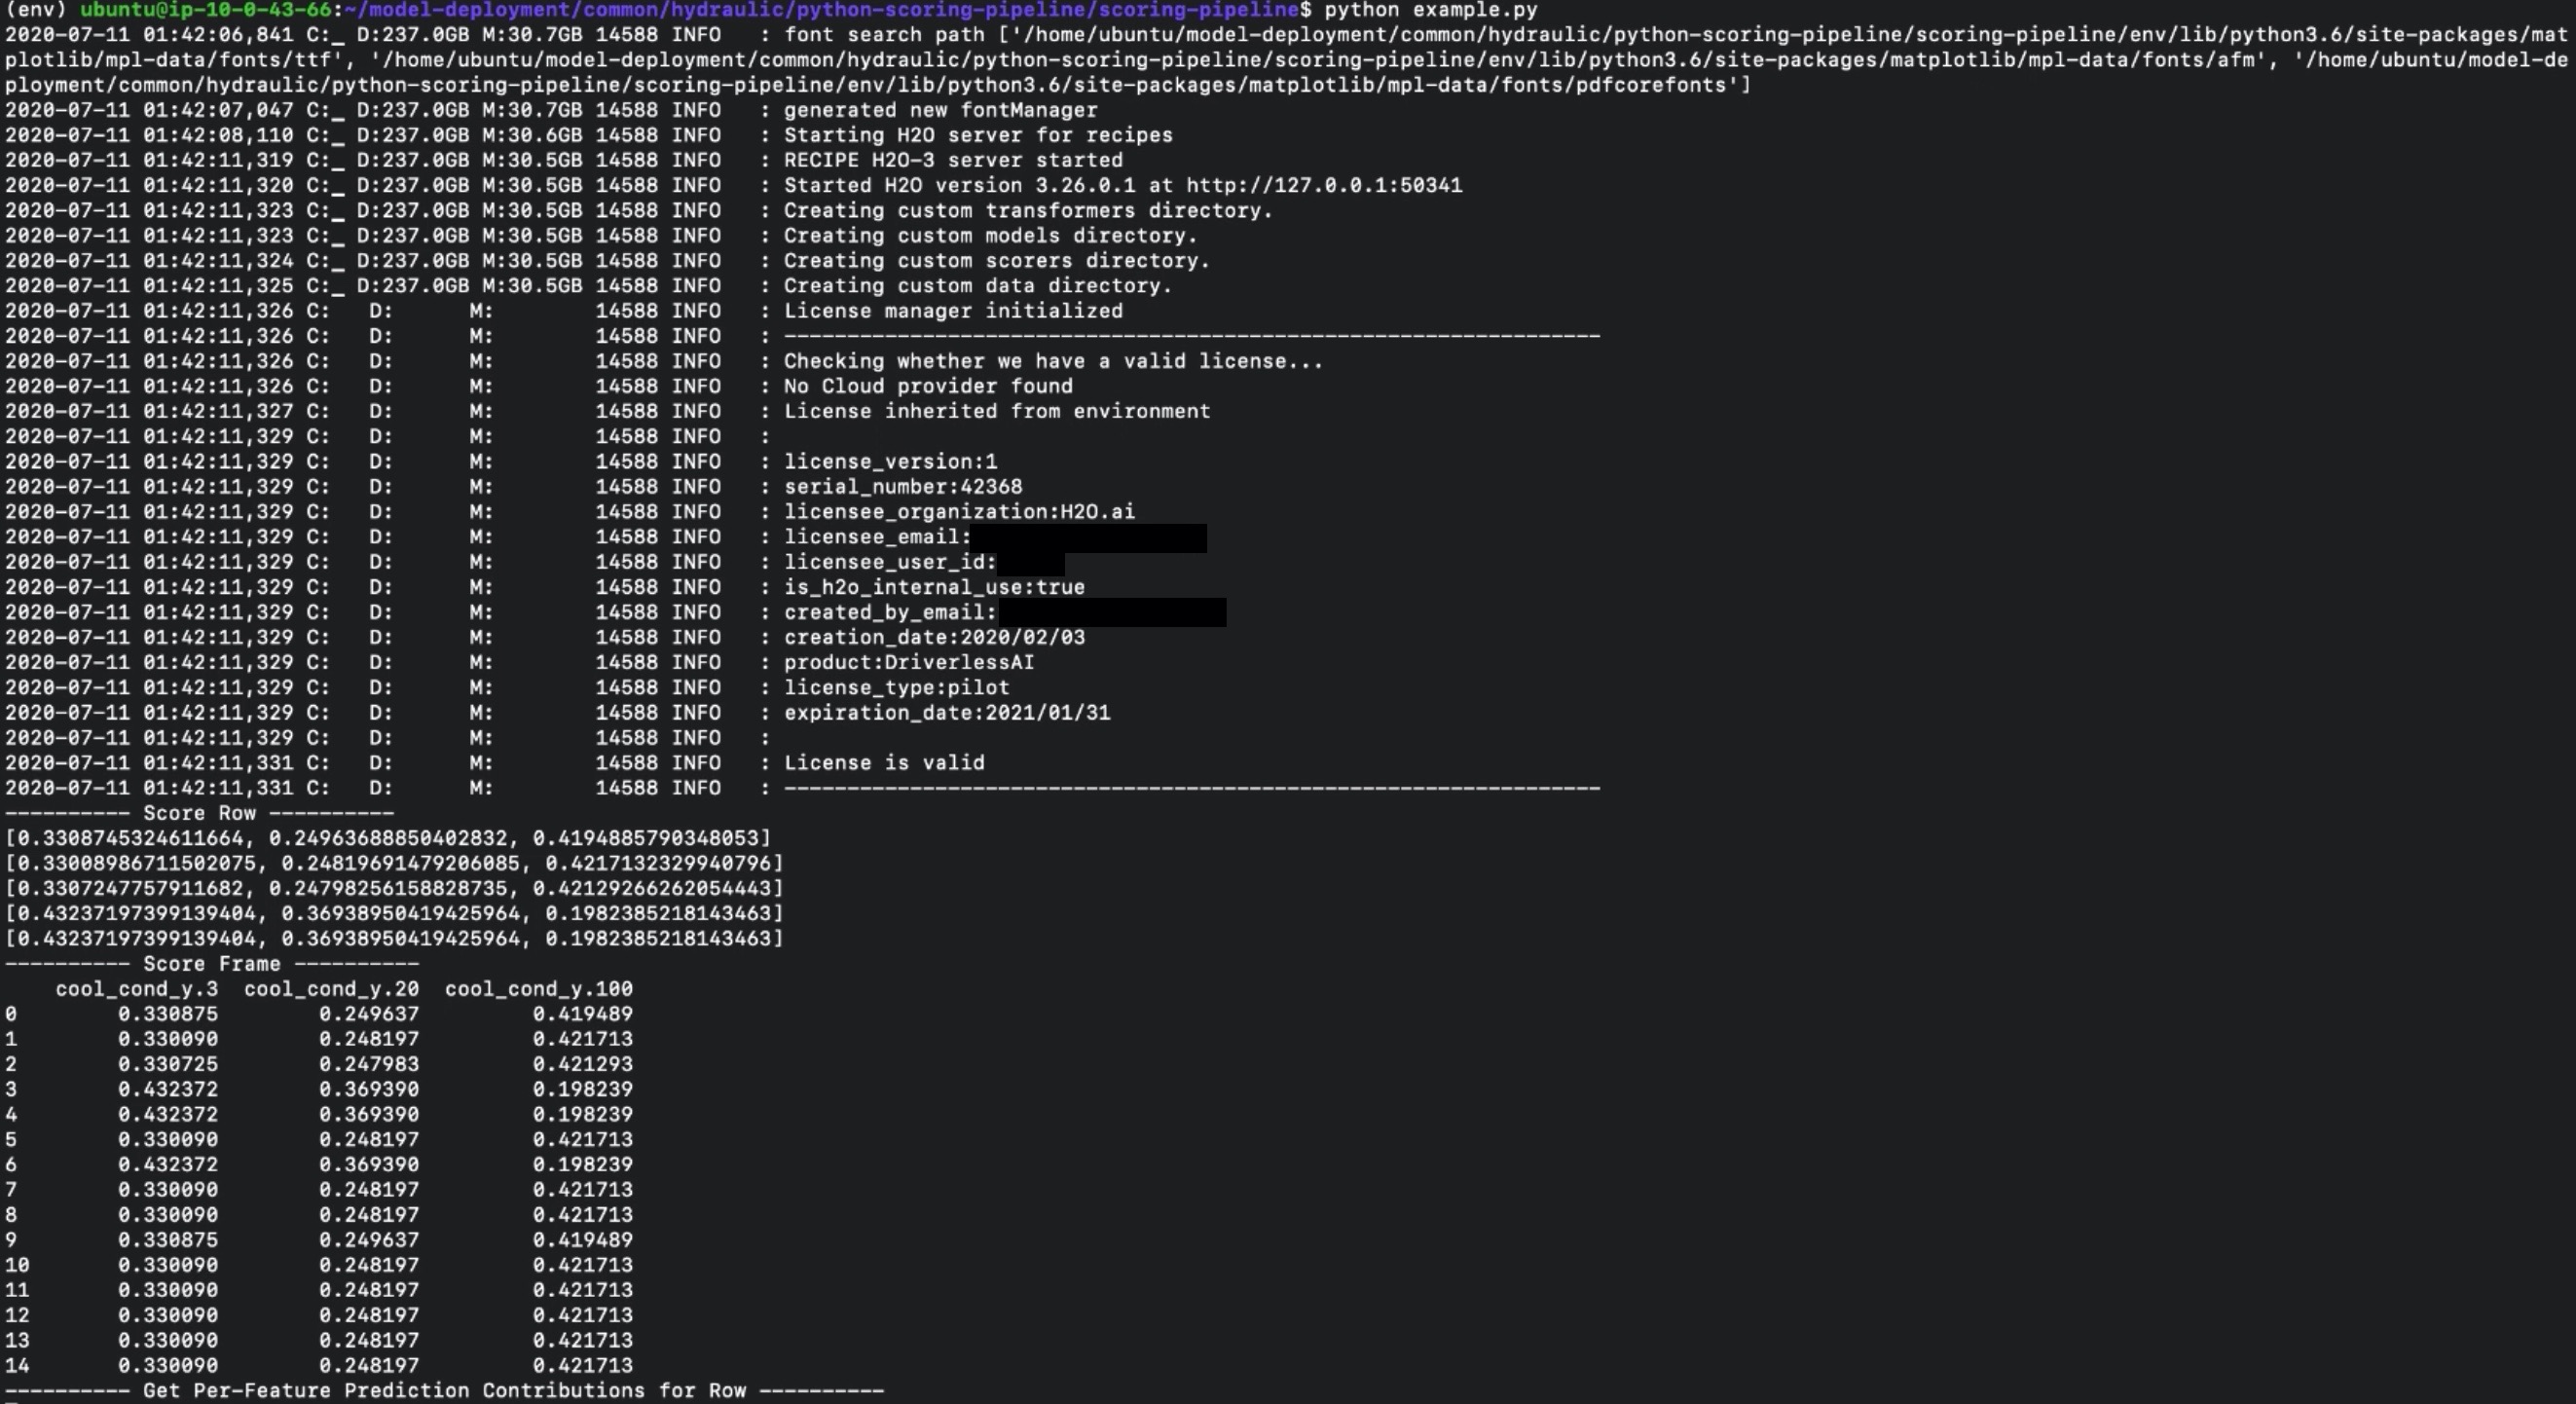 (env) ubuntu@ip-10-0-43-66:~/model-deployment/common/hydraulic/python-scoring-pipeline/scoring-pipeline$ python example.py
2020-07-11 01:42:06,841 C:_ D:237.0GB M:30.7GB 14588 INFO   : font search path ['/home/ubuntu/model-deployment/common/hydraulic/python-scoring-pipeline/scoring-pipeline/env/lib/python3.6/site-packages/mat
plotlib/mpl-data/fonts/ttf', '/home/ubuntu/model-deployment/common/hydraulic/python-scoring-pipeline/scoring-pipeline/env/lib/python3.6/site-packages/matplotlib/mpl-data/fonts/afm', '/home/ubuntu/model-de
ployment/common/hydraulic/python-scoring-pipeline/scoring-pipeline/env/lib/python3.6/site-packages/matplotlib/mpl-data/fonts/pdfcorefonts']
2020-07-11 01:42:07,047 C:_ D:237.0GB M:30.7GB 14588 INFO   : generated new fontManager
2020-07-11 01:42:08,110 C:_ D:237.0GB M:30.6GB 14588 INFO   : Starting H2O server for recipes
2020-07-11 01:42:11,319 C:_ D:237.0GB M:30.5GB 14588 INFO   : RECIPE H2O-3 server started
2020-07-11 01:42:11,320 C:_ D:237.0GB M:30.5GB 14588 INFO   : Started H2O version 3.26.0.1 at http://127.0.0.1:50341
2020-07-11 01:42:11,323 C:_ D:237.0GB M:30.5GB 14588 INFO   : Creating custom transformers directory.
2020-07-11 01:42:11,323 C:_ D:237.0GB M:30.5GB 14588 INFO   : Creating custom models directory.
2020-07-11 01:42:11,324 C:_ D:237.0GB M:30.5GB 14588 INFO   : Creating custom scorers directory.
2020-07-11 01:42:11,325 C:_ D:237.0GB M:30.5GB 14588 INFO   : Creating custom data directory.
2020-07-11 01:42:11,326 C:   D:      M:        14588 INFO   : License manager initialized
2020-07-11 01:42:11,326 C:   D:      M:        14588 INFO   : -----------------------------------------------------------------
2020-07-11 01:42:11,326 C:   D:      M:        14588 INFO   : Checking whether we have a valid license...
2020-07-11 01:42:11,326 C:   D:      M:        14588 INFO   : No Cloud provider found
2020-07-11 01:42:11,327 C:   D:      M:        14588 INFO   : License inherited from environment
2020-07-11 01:42:11,329 C:   D:      M:        14588 INFO   :
2020-07-11 01:42:11,329 C:   D:      M:        14588 INFO   : license_version:1
2020-07-11 01:42:11,329 C:   D:      M:        14588 INFO   : serial_number:42368
2020-07-11 01:42:11,329 C:   D:      M:        14588 INFO   : licensee_organization:H2O.ai
2020-07-11 01:42:11,329 C:   D:      M:        14588 INFO   : licensee_email:
2020-07-11 01:42:11,329 C:   D:      M:        14588 INFO   : licensee_user_id:
2020-07-11 01:42:11,329 C:   D:      M:        14588 INFO   : is_h2o_internal_use:true
2020-07-11 01:42:11,329 C:   D:      M:        14588 INFO   : created_by_email:
2020-07-11 01:42:11,329 C:   D:      M:        14588 INFO   : creation_date:2020/02/03
2020-07-11 01:42:11,329 C:   D:      M:        14588 INFO   : product:DriverlessAI
2020-07-11 01:42:11,329 C:   D:      M:        14588 INFO   : license_type:pilot
2020-07-11 01:42:11,329 C:   D:      M:        14588 INFO   : expiration_date:2021/01/31
2020-07-11 01:42:11,329 C:   D:      M:        14588 INFO   :
2020-07-11 01:42:11,331 C:   D:      M:        14588 INFO   : License is valid
2020-07-11 01:42:11,331 C:   D:      M:        14588 INFO   : -----------------------------------------------------------------
---------- Score Row ----------
[0.3308745324611664, 0.24963688850402832, 0.4194885790348053]
[0.33008986711502075, 0.24819691479206085, 0.4217132329940796]
[0.3307247757911682, 0.24798256158828735, 0.42129266262054443]
[0.43237197399139404, 0.36938950419425964, 0.1982385218143463]
[0.43237197399139404, 0.36938950419425964, 0.1982385218143463]
---------- Score Frame ----------
    cool_cond_y.3  cool_cond_y.20  cool_cond_y.100
0        0.330875        0.249637         0.419489
1        0.330090        0.248197         0.421713
2        0.330725        0.247983         0.421293
3        0.432372        0.369390         0.198239
4        0.432372        0.369390         0.198239
5        0.330090        0.248197         0.421713
6        0.432372        0.369390         0.198239
7        0.330090        0.248197         0.421713
8        0.330090        0.248197         0.421713
9        0.330875        0.249637         0.419489
10       0.330090        0.248197         0.421713
11       0.330090        0.248197         0.421713
12       0.330090        0.248197         0.421713
13       0.330090        0.248197         0.421713
14       0.330090        0.248197         0.421713
---------- Get Per-Feature Prediction Contributions for Row ----------